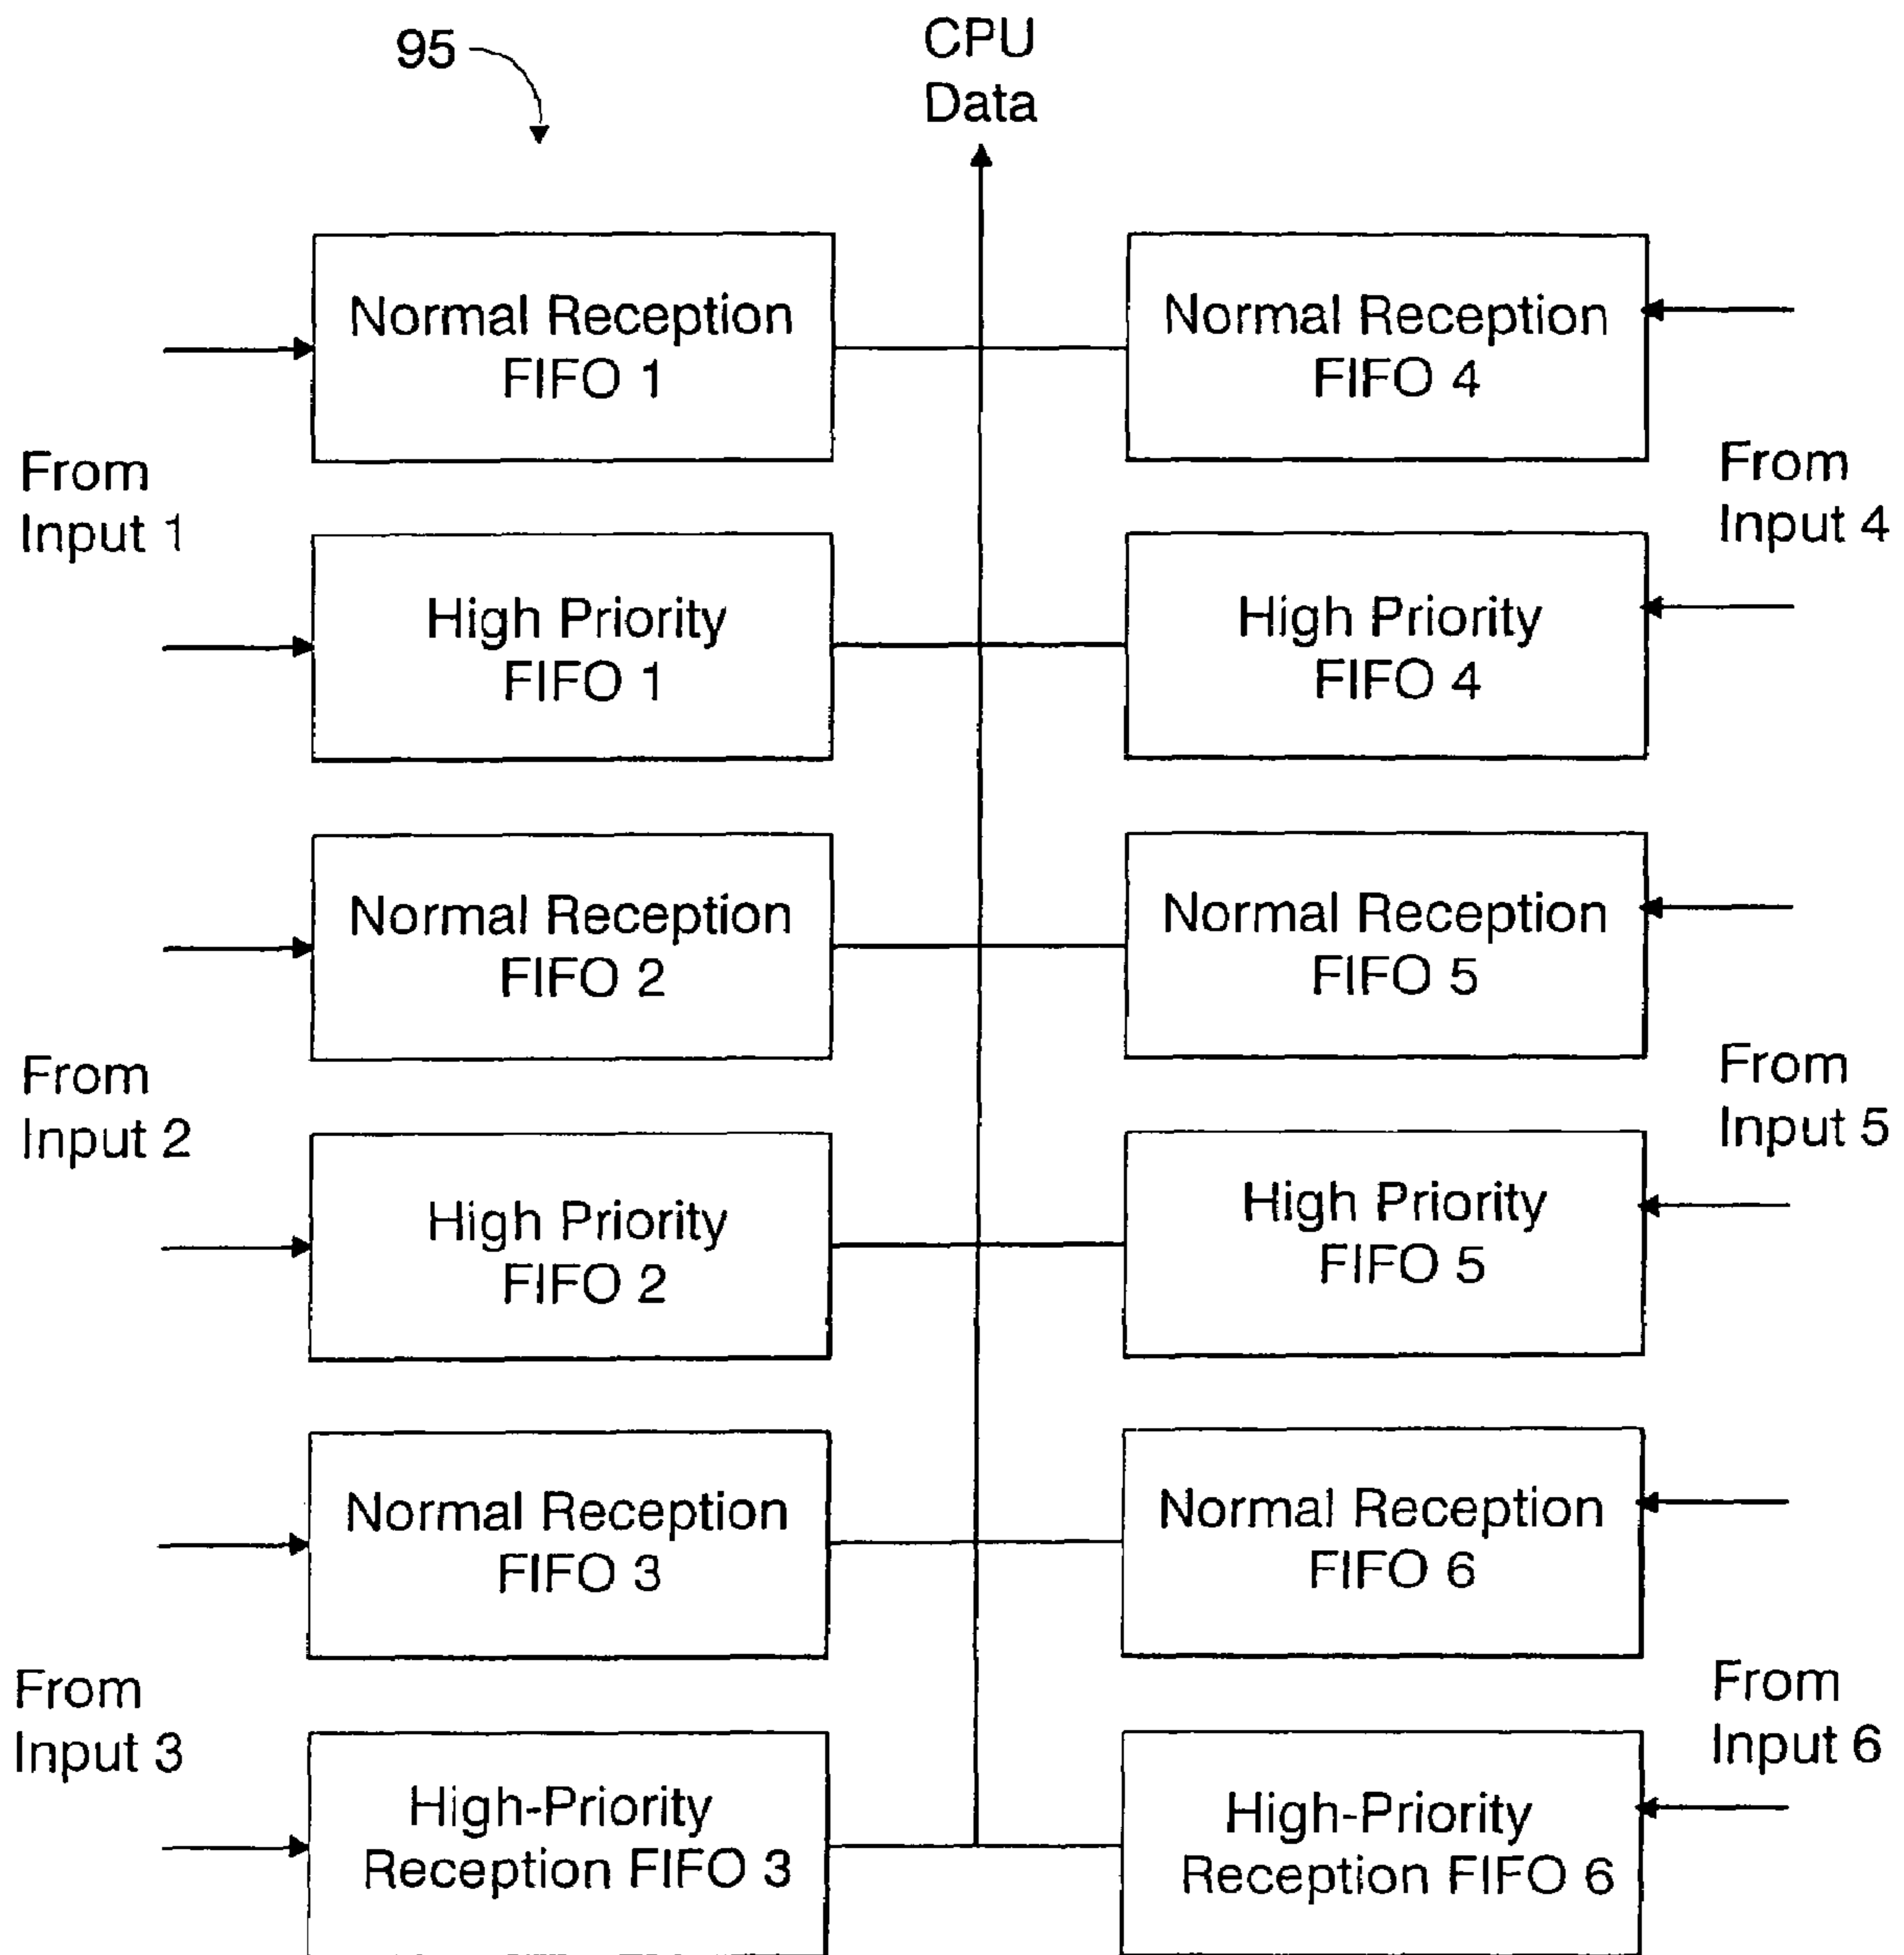 95
CPU
Data
Normal Reception
FIFO 1
Normal Reception
FIFO 4
From
Input 1
From
Input 4
High Priority
FIFO 1
High Priority
FIFO 4
Normal Reception
FIFO 2
Normal Reception
FIFO 5
From
Input 2
From
Input 5
High Priority
FIFO 2
High Priority
FIFO 5
Normal Reception
FIFO 3
Normal Reception
FIFO 6
From
Input 3
From
Input 6
High-Priority
Reception FIFO 3
High-Priority
Reception FIFO 6